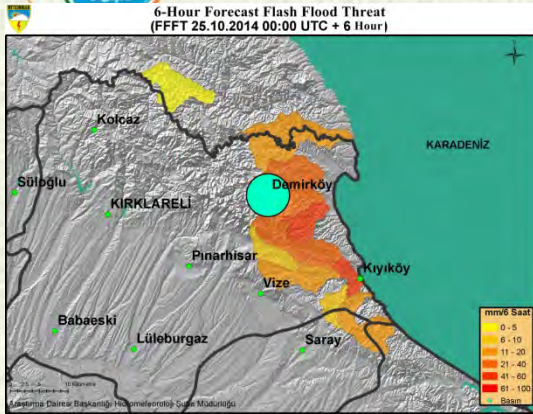 6-Hour Forecast Flash Flood Threat
(FFFT 25.10.2014 00:00 UTC + 6 Hour)
Kolcaz
KARADENİZ
Süloğlu
Demirköy
KIRKLARELİ
Pınarhisar
Kıyıköy
Vize
Babaeski
Lüleburgaz
Saray
mm/6 Saat
0 - 5
6 - 10
11 - 20
21 - 40
41 - 60
61 - 100
Basın
Araştırma Dairesi Başkanlığı Hidrometeoroloji Şube Müdürlüğü